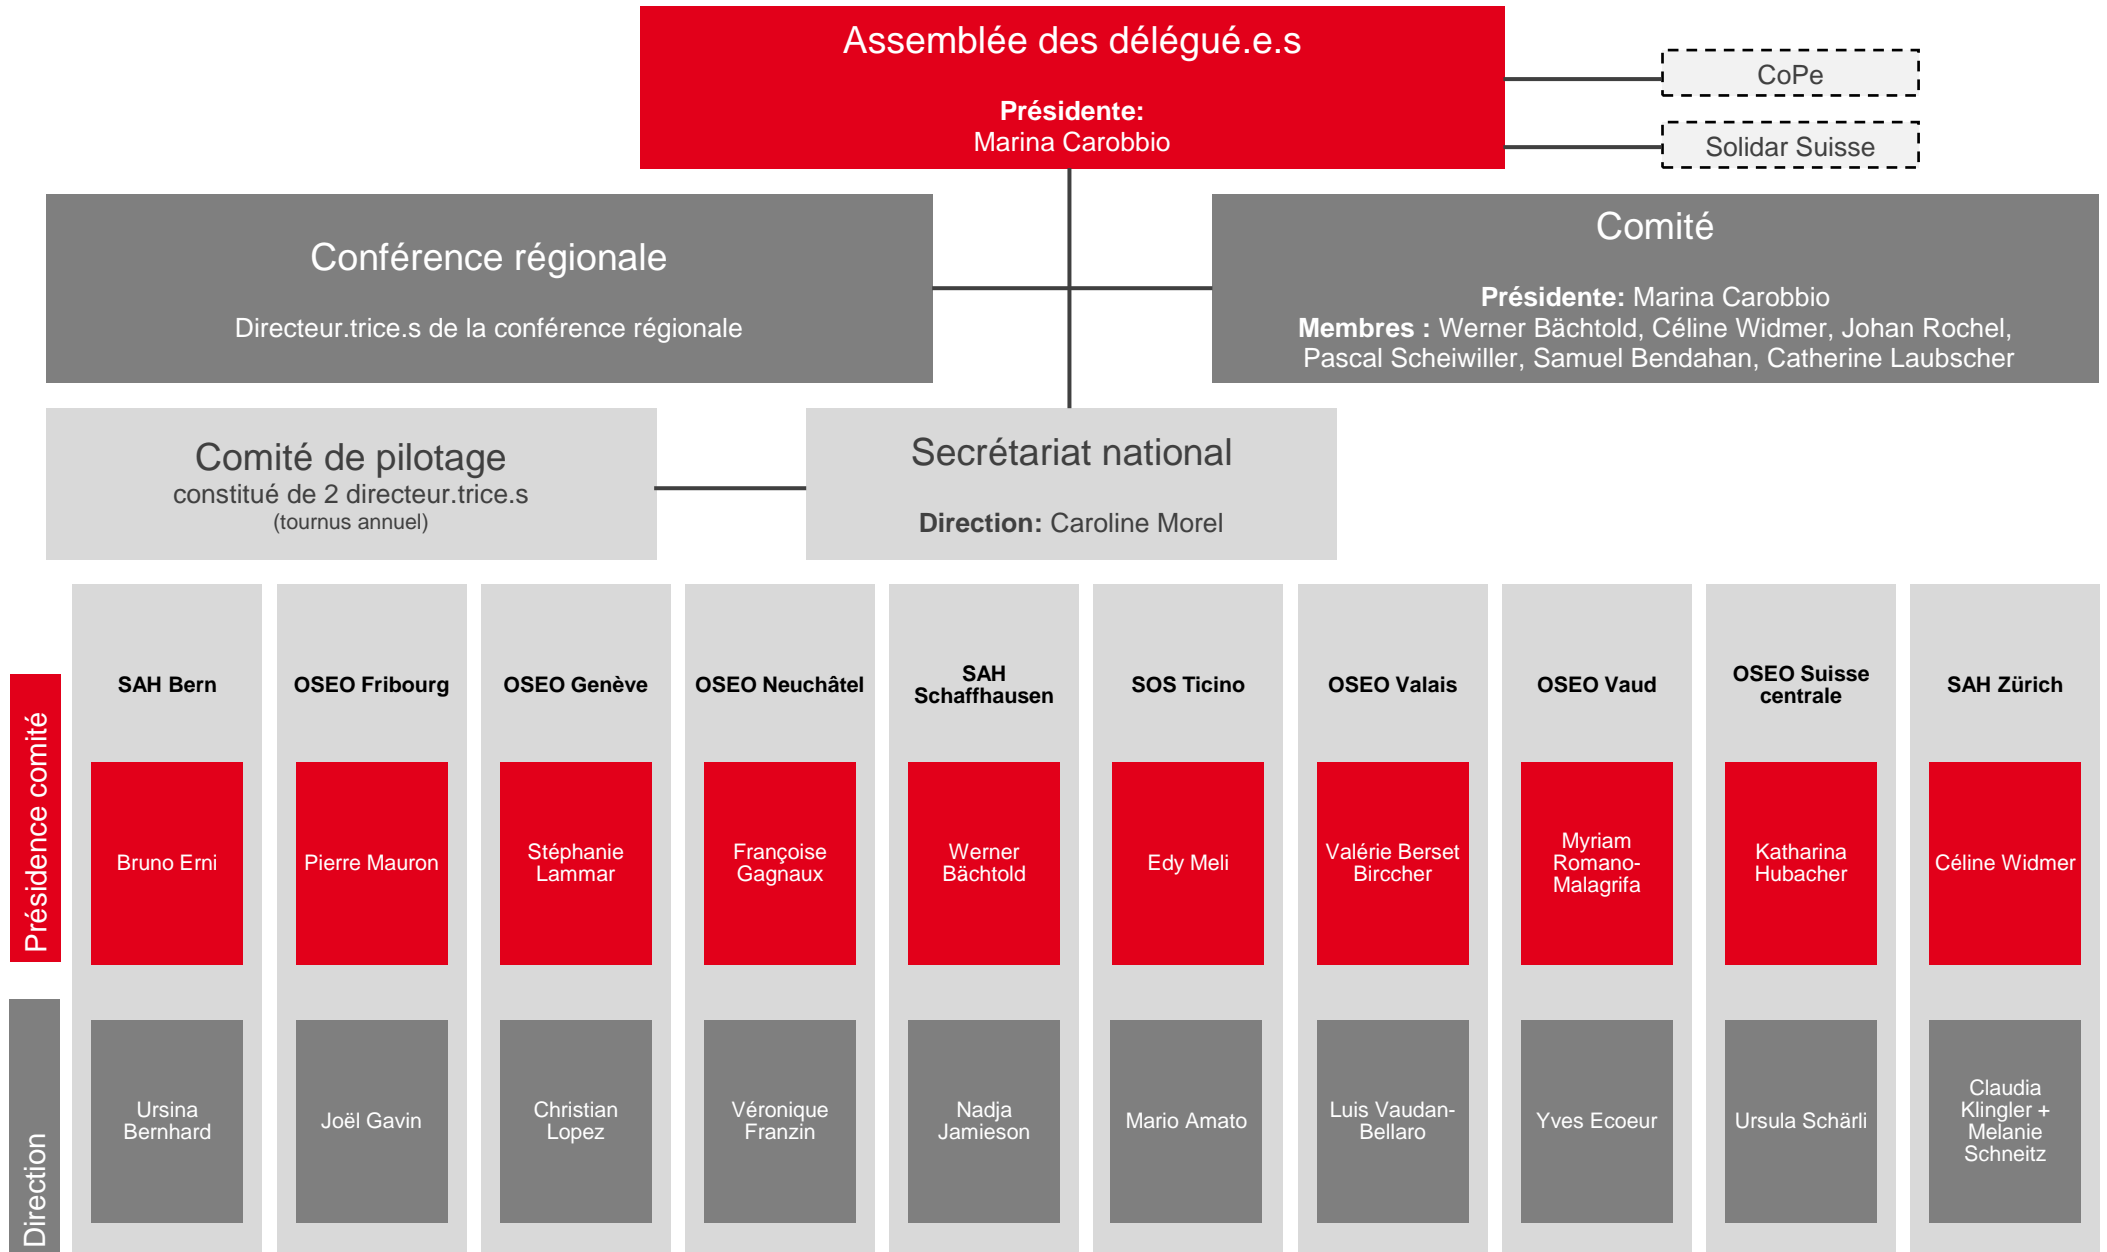 Assemblée des délégué.e.s
Présidente:
Marina Carobbio
CoPe
Solidar Suisse
Conférence régionale
Directeur.trice.s de la conférence régionale
Comité
Présidente: Marina Carobbio
Membres : Werner Bächtold, Céline Widmer, Johan Rochel,
Pascal Scheiwiller, Samuel Bendahan, Catherine Laubscher
Comité de pilotage
constitué de 2 directeur.trice.s
(tournus annuel)
Secrétariat national
Direction: Caroline Morel
SAH Bern
OSEO Fribourg
OSEO Genève
OSEO Neuchâtel
SAH
Schaffhausen
SOS Ticino
OSEO Valais
OSEO Vaud
OSEO Suisse
centrale
SAH Zürich
Présidence comité
Bruno Erni
Pierre Mauron
Stéphanie
Lammar
Françoise
Gagnaux
Werner
Bächtold
Edy Meli
Valérie Berset
Birccher
Myriam
Romano-
Malagrifa
Katharina
Hubacher
Céline Widmer
Direction
Ursina
Bernhard
Joël Gavin
Christian
Lopez
Véronique
Franzin
Nadja
Jamieson
Mario Amato
Luis Vaudan-
Bellaro
Yves Ecoeur
Ursula Schärli
Claudia
Klingler +
Melanie
Schneitz